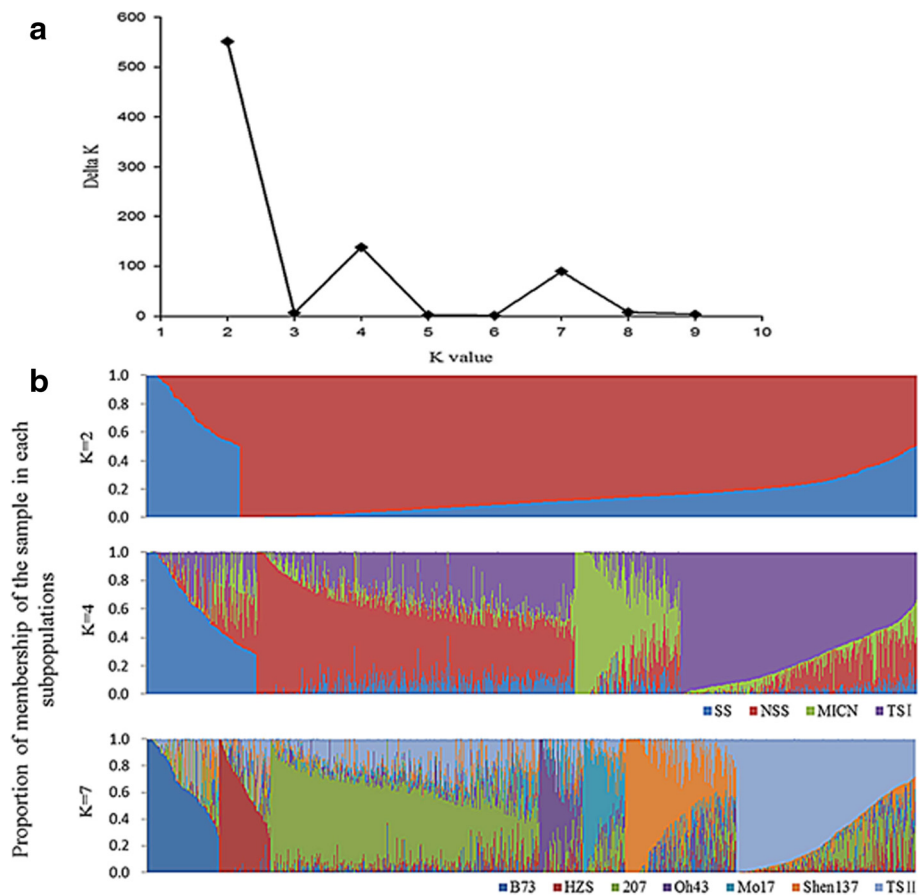 a
600
500
400
300
200
100
0
Delta K
1 2 3 4 5 6 7 8 9 10
K value
b
Proportion of membership of the sample in each
subpopulations
K=2
1.0
0.8
0.6
0.4
0.2
0.0
K=4
1.0
0.8
0.6
0.4
0.2
0.0
SS NSS MICN TSI
K=7
1.0
0.8
0.6
0.4
0.2
0.0
B73 HZS 207 Oh43 Mo17 Shen137 TSII